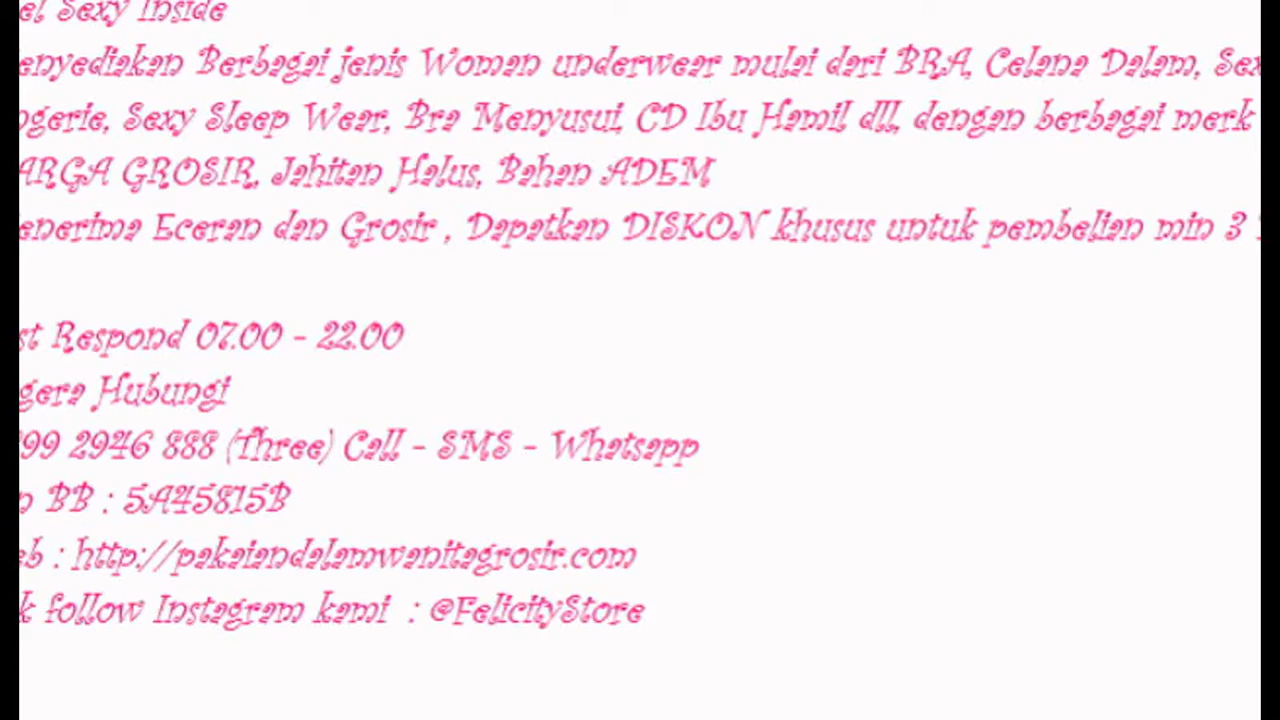 el Sexy Inside
enyediakan Berbagai jenis Woman underwear mulai dari BRA, Celana Dalam, Sex
ngerie, Sexy Sleep Wear, Bra Menyusui, CD Ibu Hamil dll, dengan berbagai merk
ARGA GROSIR, Jahitan Halus, Bahan ADEM
enerima Eceran dan Grosir , Dapatkan DISKON khusus untuk pembelian min 3
st Respond 07.00 - 22.00
gera Hubungi
99 2946 888 (Three) Call - SMS - Whatsapp
n BB : 5A45815B
eb : http://pakaiandalamwanitagrosir.com
k follow Instagram kami : @FelicityStore